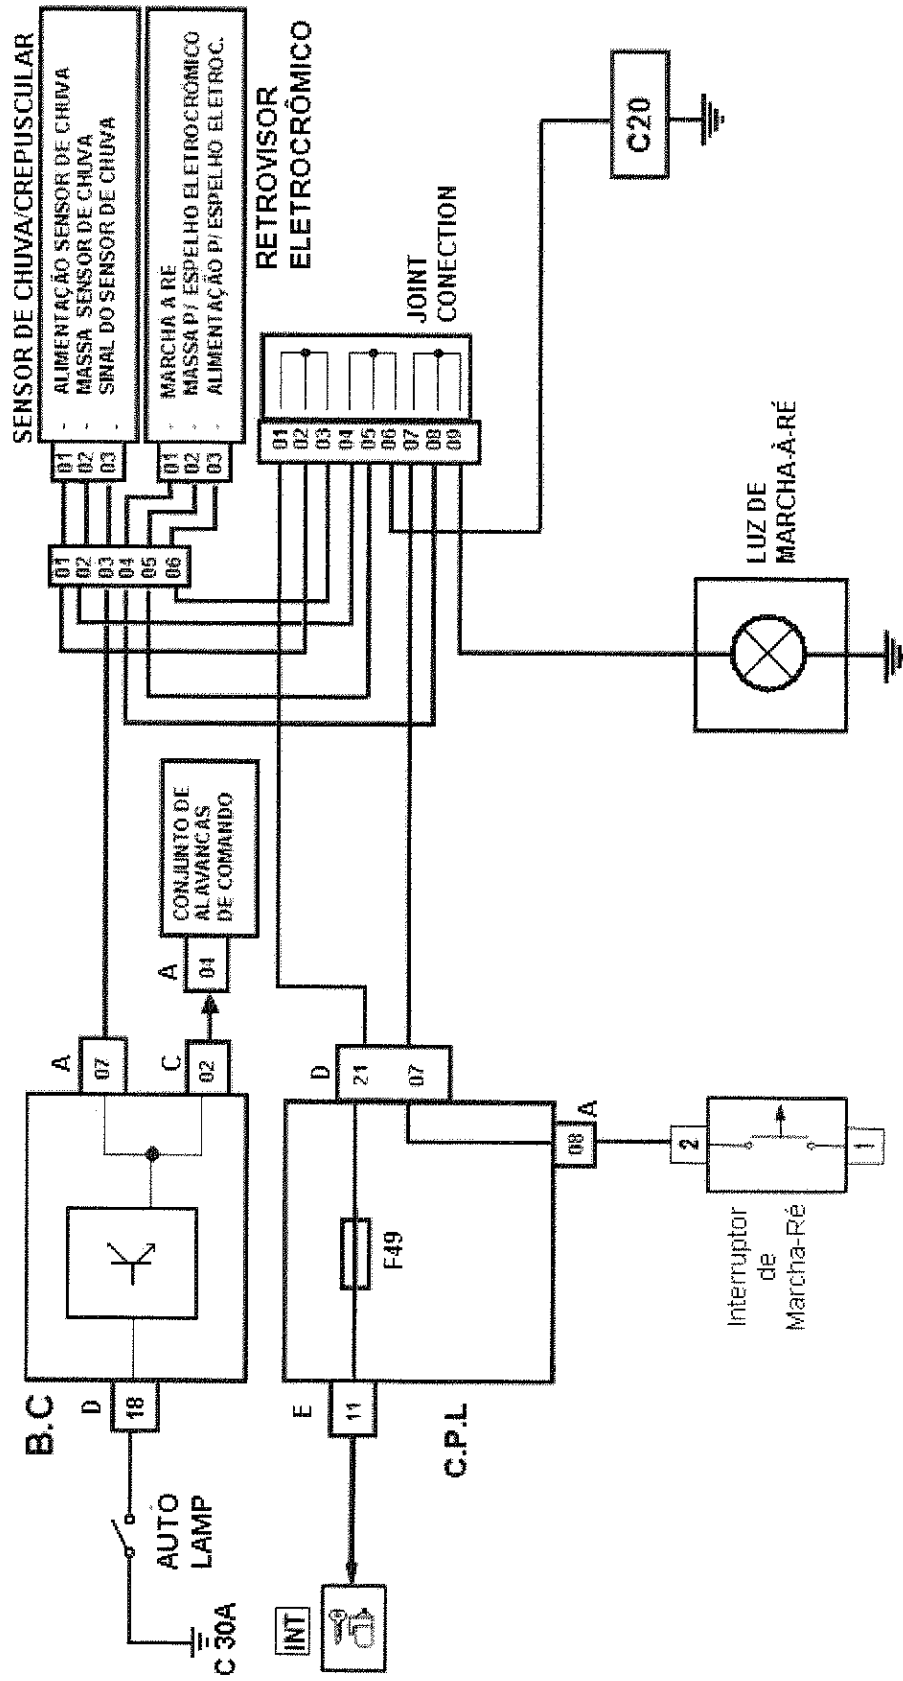 SENSOR DE CHUVA/CREPUSCULAR
01
02
03
- ALIMENTAÇÃO SENSOR DE CHUVA
- MASSA SENSOR DE CHUVA
- SINAL DO SENSOR DE CHUVA
01
02
03
- MARCHA A RE
- MASSA P/ ESPELHO ELETROCRÔMICO
- ALIMENTAÇÃO P/ ESPELHO ELETROC.
RETROVISOR
ELETROCRÔMICO
01
02
03
04
05
06
B.C
D
18
A
07
C
02
A
04
CONJUNTO DE
ALAVANCAS
DE COMANDO
AUTO
LAMP
C 30A
INT
E
11
C.P.L
F49
D
21
07
08
A
01
02
03
04
05
06
07
08
09
JOINT
CONECTION
C20
2
1
Interruptor
de
Marcha-Ré
LUZ DE
MARCHA-À-RÉ